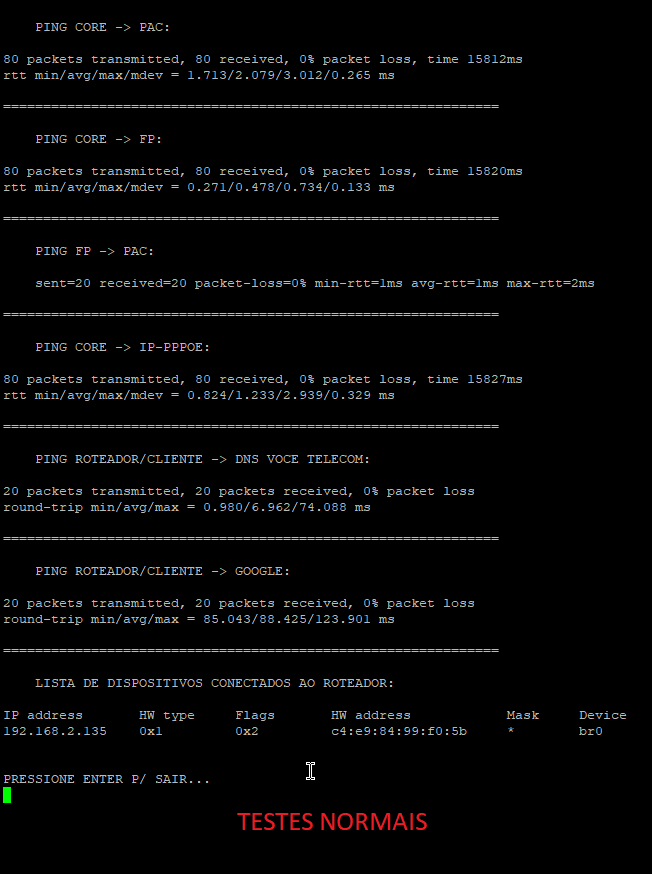 PING CORE -> PAC:
80 packets transmitted, 80 received, 0% packet loss, time 15812ms
rtt min/avg/max/mdev = 1.713/2.079/3.012/0.265 ms
==============================================================
PING CORE -> FP:
80 packets transmitted, 80 received, 0% packet loss, time 15820ms
rtt min/avg/max/mdev = 0.271/0.478/0.734/0.133 ms
==============================================================
PING FP -> PAC:
sent=20 received=20 packet-loss=0% min-rtt=1ms avg-rtt=1ms max-rtt=2ms
==============================================================
PING CORE -> IP-PPPOE:
80 packets transmitted, 80 received, 0% packet loss, time 15827ms
rtt min/avg/max/mdev = 0.824/1.233/2.939/0.329 ms
==============================================================
PING ROTEADOR/CLIENTE -> DNS VOCE TELECOM:
20 packets transmitted, 20 packets received, 0% packet loss
round-trip min/avg/max = 0.980/6.962/74.088 ms
==============================================================
PING ROTEADOR/CLIENTE -> GOOGLE:
20 packets transmitted, 20 packets received, 0% packet loss
round-trip min/avg/max = 85.043/88.425/123.901 ms
==============================================================
LISTA DE DISPOSITIVOS CONECTADOS AO ROTEADOR:
IP address       HW type     Flags       HW address            Mask     Device
192.168.2.135    0x1         0x2         c4:e9:84:99:f0:5b     *        br0
PRESSIONE ENTER P/ SAIR...
TESTES NORMAIS